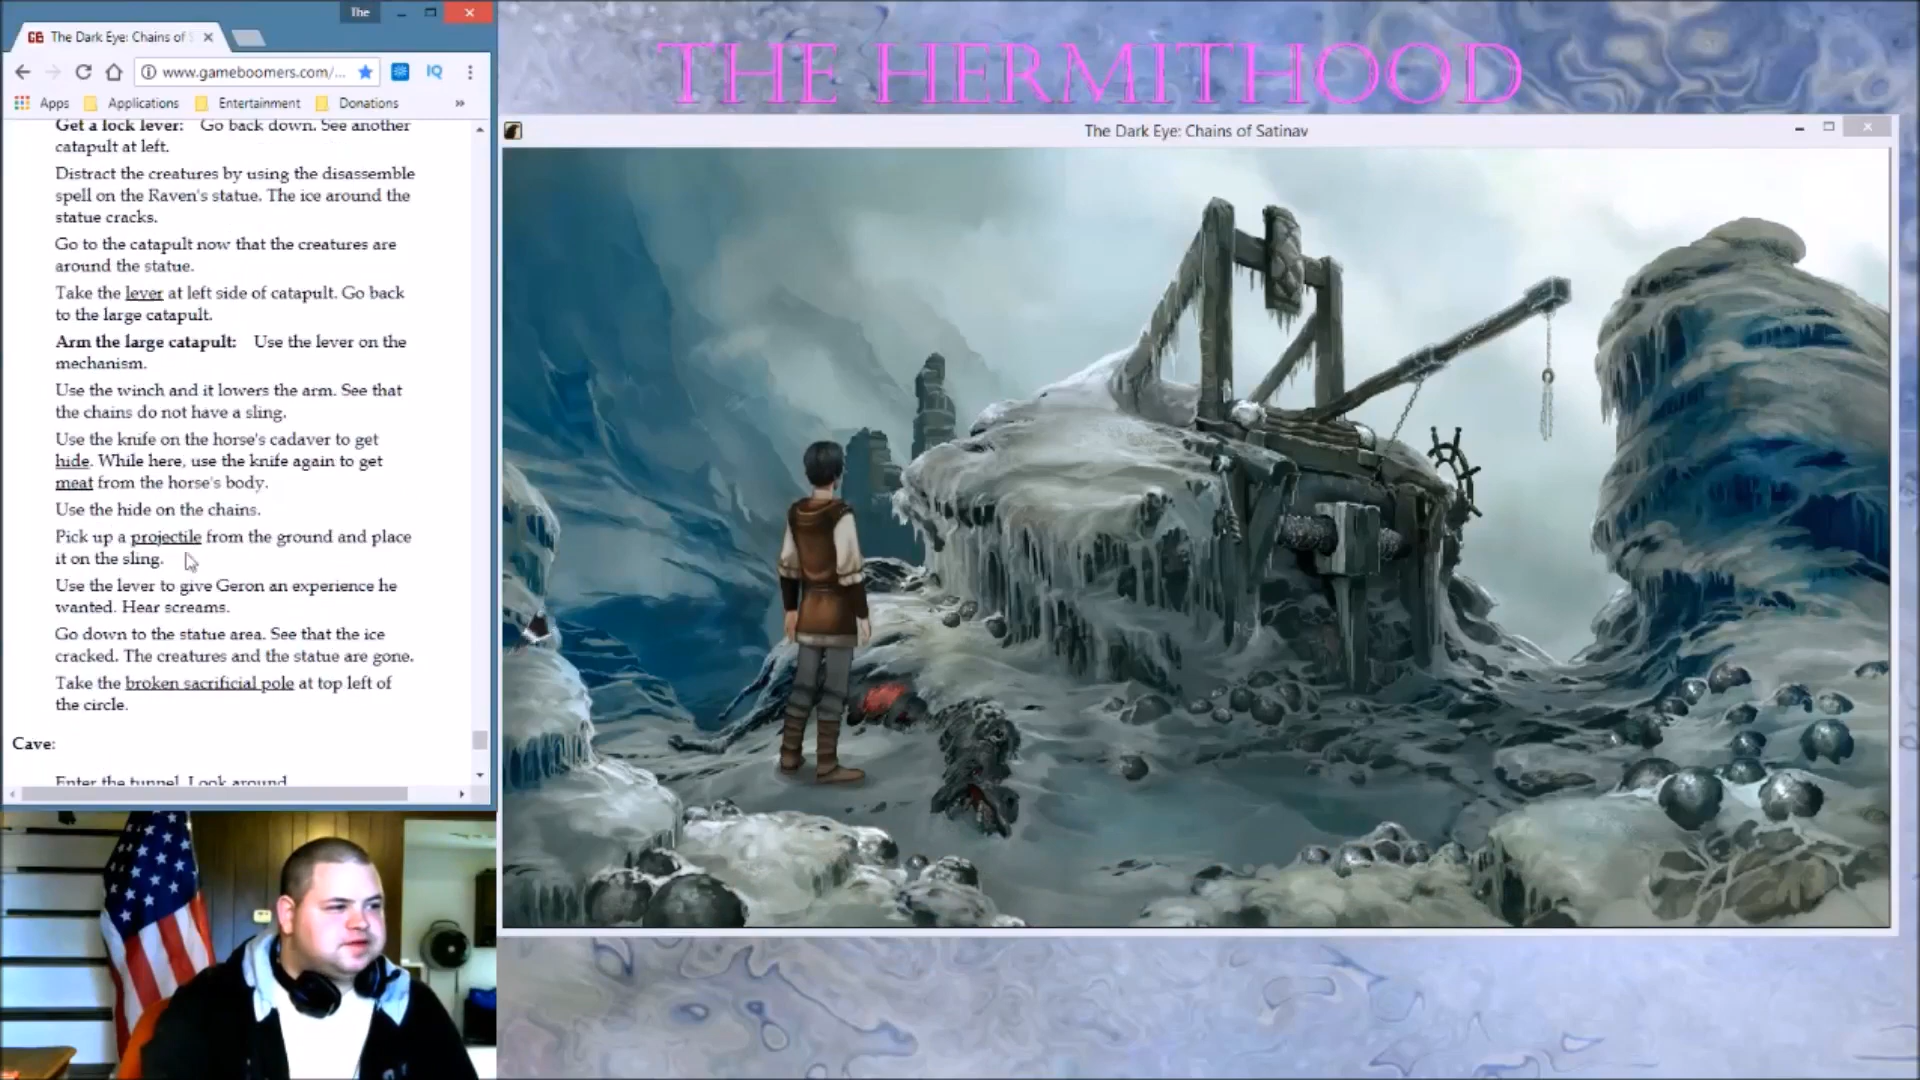 The
The Dark Eye: Chains of S
www.gameboomers.com/...
IQ
Apps
Applications
Entertainment
Donations
»
Get a lock lever: Go back down. See another
catapult at left.
Distract the creatures by using the disassemble
spell on the Raven's statue. The ice around the
statue cracks.
Go to the catapult now that the creatures are
around the statue.
Take the lever at left side of catapult. Go back
to the large catapult.
Arm the large catapult: Use the lever on the
mechanism.
Use the winch and it lowers the arm. See that
the chains do not have a sling.
Use the knife on the horse's cadaver to get
hide. While here, use the knife again to get
meat from the horse's body.
Use the hide on the chains.
Pick up a projectile from the ground and place
it on the sling.
Use the lever to give Geron an experience he
wanted. Hear screams.
Go down to the statue area. See that the ice
cracked. The creatures and the statue are gone.
Take the broken sacrificial pole at top left of
the circle.
Cave:
Enter the tunnel. Look around
THE HERMITHOOD
The Dark Eye: Chains of Satinav